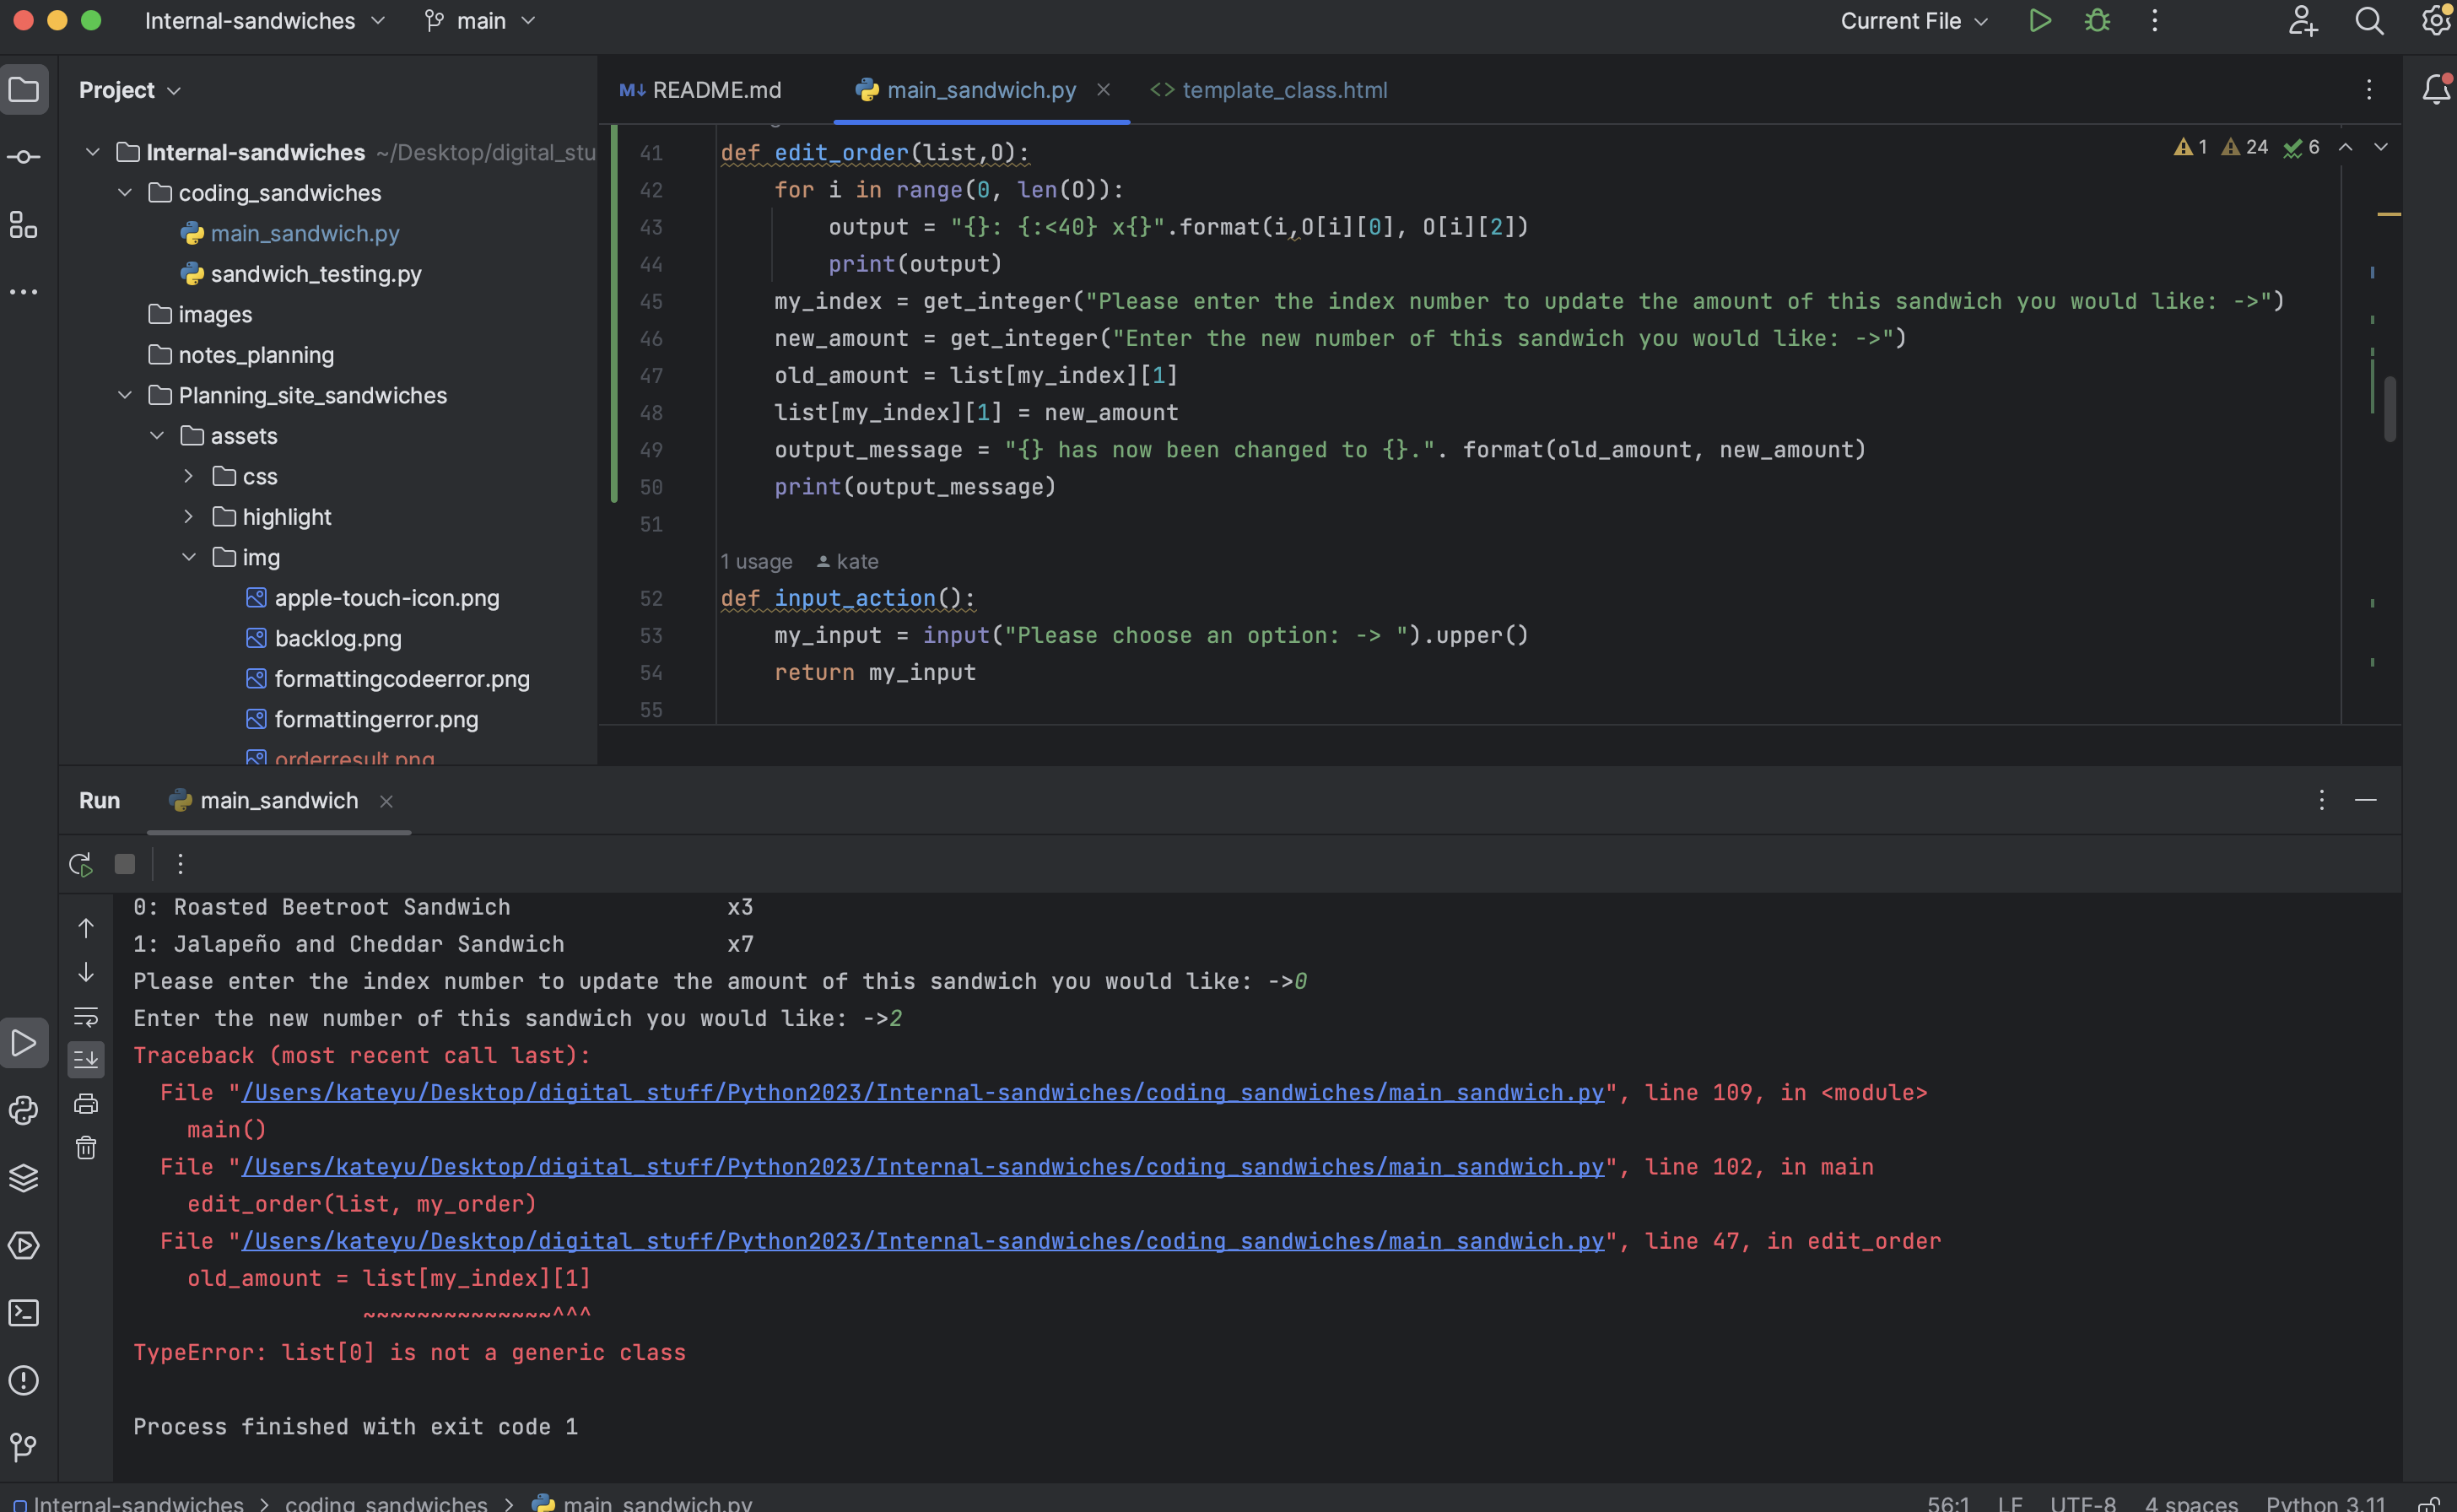 Internal-sandwiches main Current File
Project
README.md main_sandwich.py template_class.html
Internal-sandwiches ~/Desktop/digital_stu
coding_sandwiches
main_sandwich.py
sandwich_testing.py
images
notes_planning
Planning_site_sandwiches
assets
css
highlight
img
apple-touch-icon.png
backlog.png
formattingcodeerror.png
formattingerror.png
orderresult.png
1 24 6
41 def edit_order(list,O):
42 for i in range(0, len(O)):
43 output = "{}: {:<40} x{}".format(i,O[i][0], O[i][2])
44 print(output)
45 my_index = get_integer("Please enter the index number to update the amount of this sandwich you would like: ->")
46 new_amount = get_integer("Enter the new number of this sandwich you would like: ->")
47 old_amount = list[my_index][1]
48 list[my_index][1] = new_amount
49 output_message = "{} has now been changed to {}.". format(old_amount, new_amount)
50 print(output_message)
51
1 usage kate
52 def input_action():
53 my_input = input("Please choose an option: -> ").upper()
54 return my_input
55
Run main_sandwich
0: Roasted Beetroot Sandwich x3
1: Jalapeño and Cheddar Sandwich x7
Please enter the index number to update the amount of this sandwich you would like: ->0
Enter the new number of this sandwich you would like: ->2
Traceback (most recent call last):
File "/Users/kateyu/Desktop/digital_stuff/Python2023/Internal-sandwiches/coding_sandwiches/main_sandwich.py", line 109, in <module>
main()
File "/Users/kateyu/Desktop/digital_stuff/Python2023/Internal-sandwiches/coding_sandwiches/main_sandwich.py", line 102, in main
edit_order(list, my_order)
File "/Users/kateyu/Desktop/digital_stuff/Python2023/Internal-sandwiches/coding_sandwiches/main_sandwich.py", line 47, in edit_order
old_amount = list[my_index][1]
~~~~~~~~~~~~~~^^^
TypeError: list[0] is not a generic class
Process finished with exit code 1
Internal-sandwiches > coding_sandwiches > main_sandwich.py 56:1 LF UTF-8 4 spaces Python 3.11